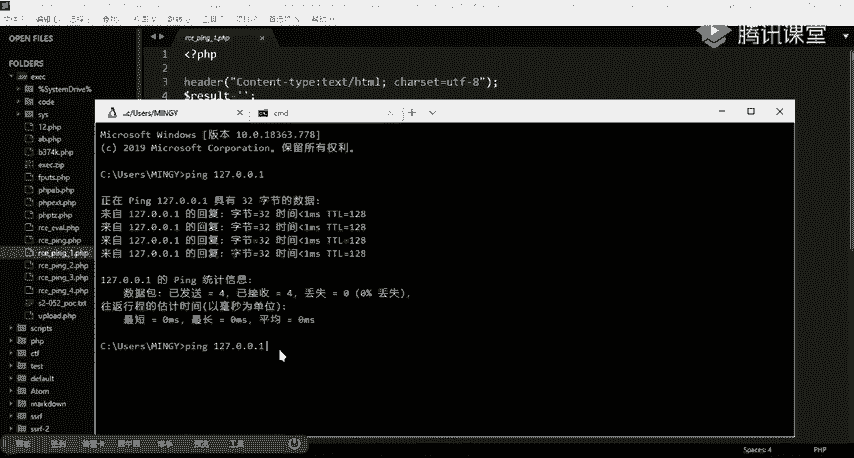 腾讯课堂
OPEN FILES
FOLDERS
exec
%SystemDrive%
code
sys
12.php
ab.php
b374k.php
exec.zip
fputs.php
phpeb.php
phpext.php
phptz.php
rce_eval.php
rce_ping.php
rce_ping_1.php
rce_ping_2.php
rce_ping_3.php
rce_ping_4.php
s2-052_poc.txt
upload.php
scripts
php
ctf
test
default
Atom
markdown
ssrf
ssrf-2
rce_ping_1.php
1 <?php
2
3 header("Content-type:text/html; charset=utf-8");
4 $result='';
..:/Users/MINGY
cmd
Microsoft Windows [版本 10.0.18363.778]
(c) 2019 Microsoft Corporation。保留所有权利。
C:\Users\MINGY>ping 127.0.0.1
正在 Ping 127.0.0.1 具有 32 字节的数据:
来自 127.0.0.1 的回复: 字节=32 时间<1ms TTL=128
来自 127.0.0.1 的回复: 字节=32 时间<1ms TTL=128
来自 127.0.0.1 的回复: 字节=32 时间<1ms TTL=128
来自 127.0.0.1 的回复: 字节=32 时间<1ms TTL=128
127.0.0.1 的 Ping 统计信息:
数据包: 已发送 = 4，已接收 = 4，丢失 = 0 (0% 丢失)，
往返行程的估计时间(以毫秒为单位):
最短 = 0ms，最长 = 0ms，平均 = 0ms
C:\Users\MINGY>ping 127.0.0.1
Spaces: 4
PHP